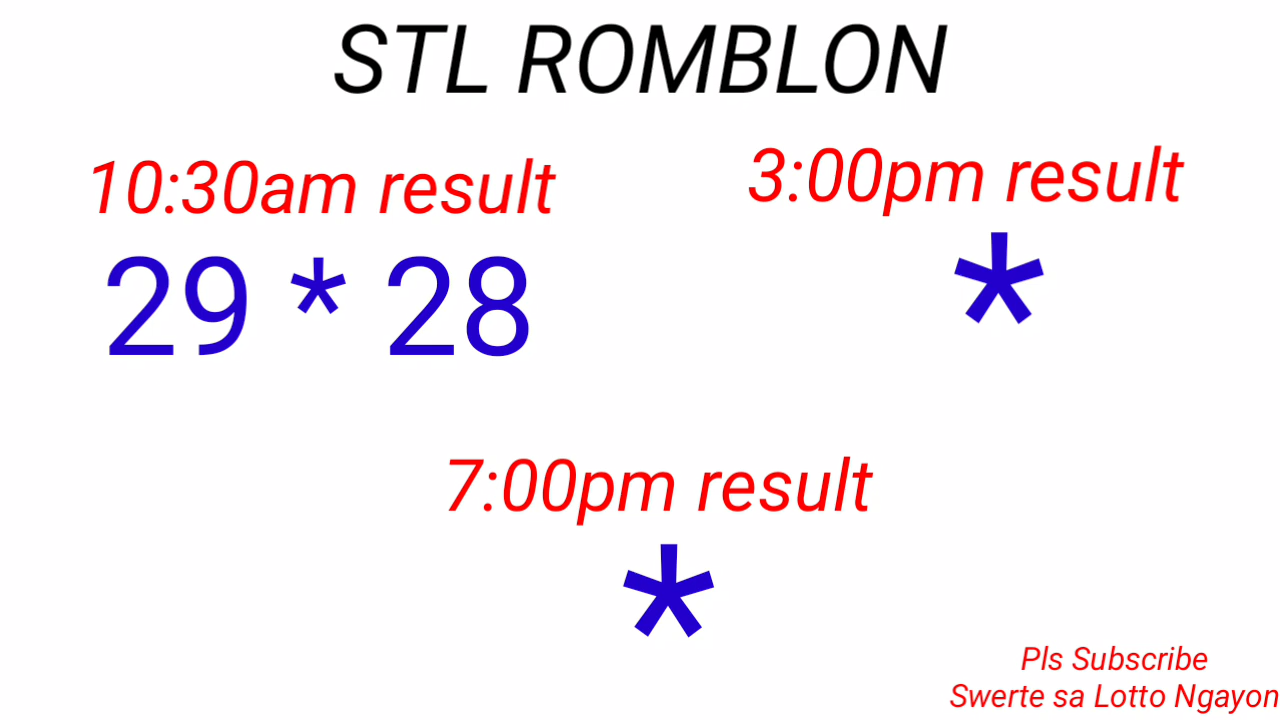 STL ROMBLON
10:30am result
29 * 28
3:00pm result
*
7:00pm result
*
Pls Subscribe
Swerte sa Lotto Ngayon